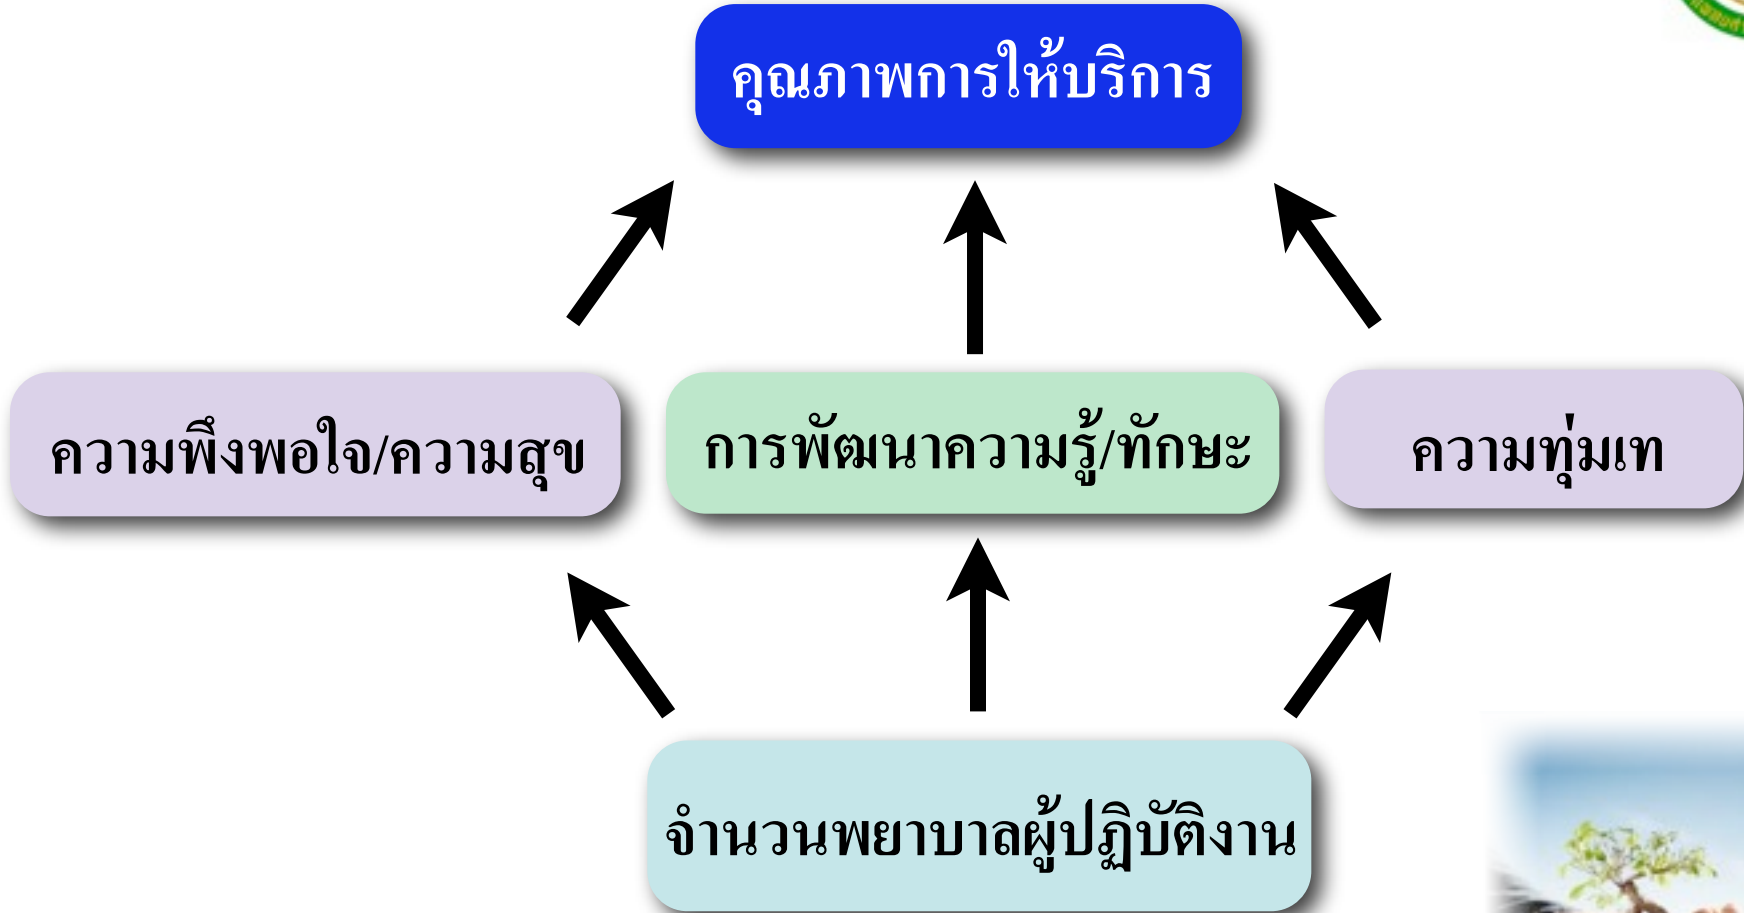 คุณภาพการให้บริการ
ความพึงพอใจ/ความสุข
การพัฒนาความรู้/ทักษะ
ความทุ่มเท
จำนวนพยาบาลผู้ปฏิบัติงาน